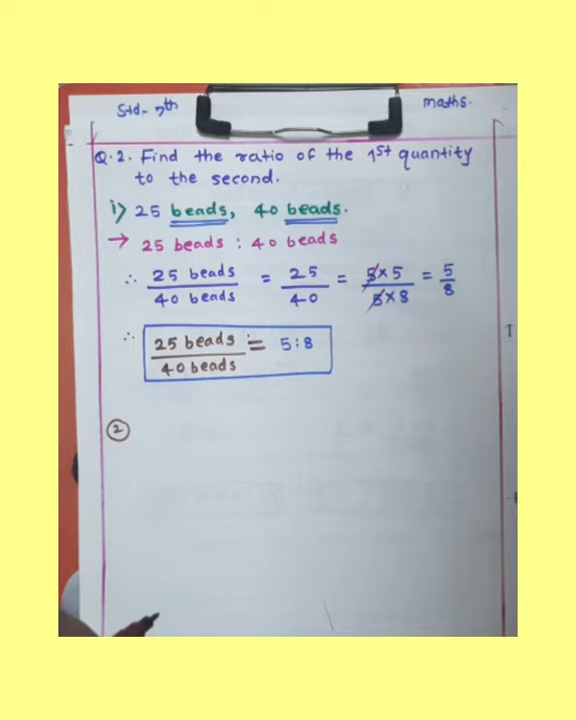 Std- 7th maths.
Q.2. Find the ratio of the 1st quantity
to the second.
i) 25 beads, 40 beads.
→ 25 beads : 40 beads
∴ 25 beads / 40 beads = 25 / 40 = 5×5 / 5×8 = 5 / 8
∴ 25 beads / 40 beads = 5:8
②